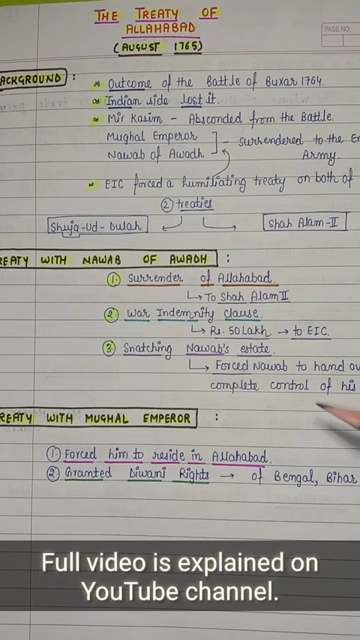 THE TREATY OF
ALLAHABAD
PAGE NO.
(AUGUST 1765)
BACKGROUND :
Outcome of the Battle of Buxar 1764.
Indian side lost it.
Mir Kasim - Absconded from the Battle.
Mughal Emperor
Nawab of Awadh
Surrendered to the
Army.
EIC forced a humiliating treaty on both of
② treaties
Shuja-Ud-Dulah
Shah Alam-II
TREATY WITH NAWAB OF AWADH :
① Surrender of Allahabad.
↳ To Shah Alam II
② War Indemnity clause.
↳ Rs. 50 Lakh → to EIC.
③ Snatching Nawab's estate.
↳ Forced Nawab to hand
complete control of his
TREATY WITH MUGHAL EMPEROR :
① Forced him to reside in Allahabad.
② Granted Diwani Rights → of Bengal, Bihar
Full video is explained on
YouTube channel.